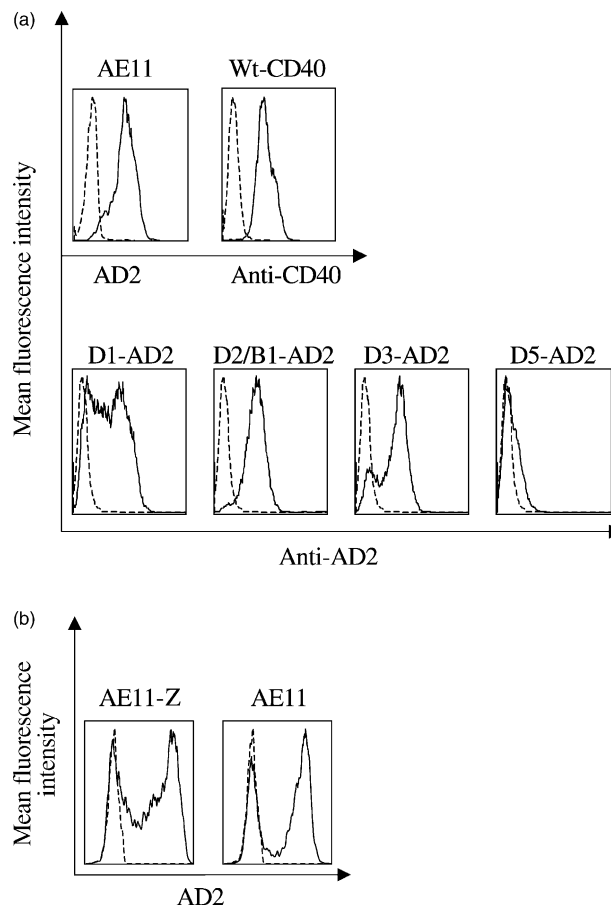 (a)
AE11 Wt-CD40
Mean fluorescence intensity
AD2 Anti-CD40
D1-AD2 D2/B1-AD2 D3-AD2 D5-AD2
Anti-AD2
(b)
Mean fluorescence
intensity
AE11-Z AE11
AD2